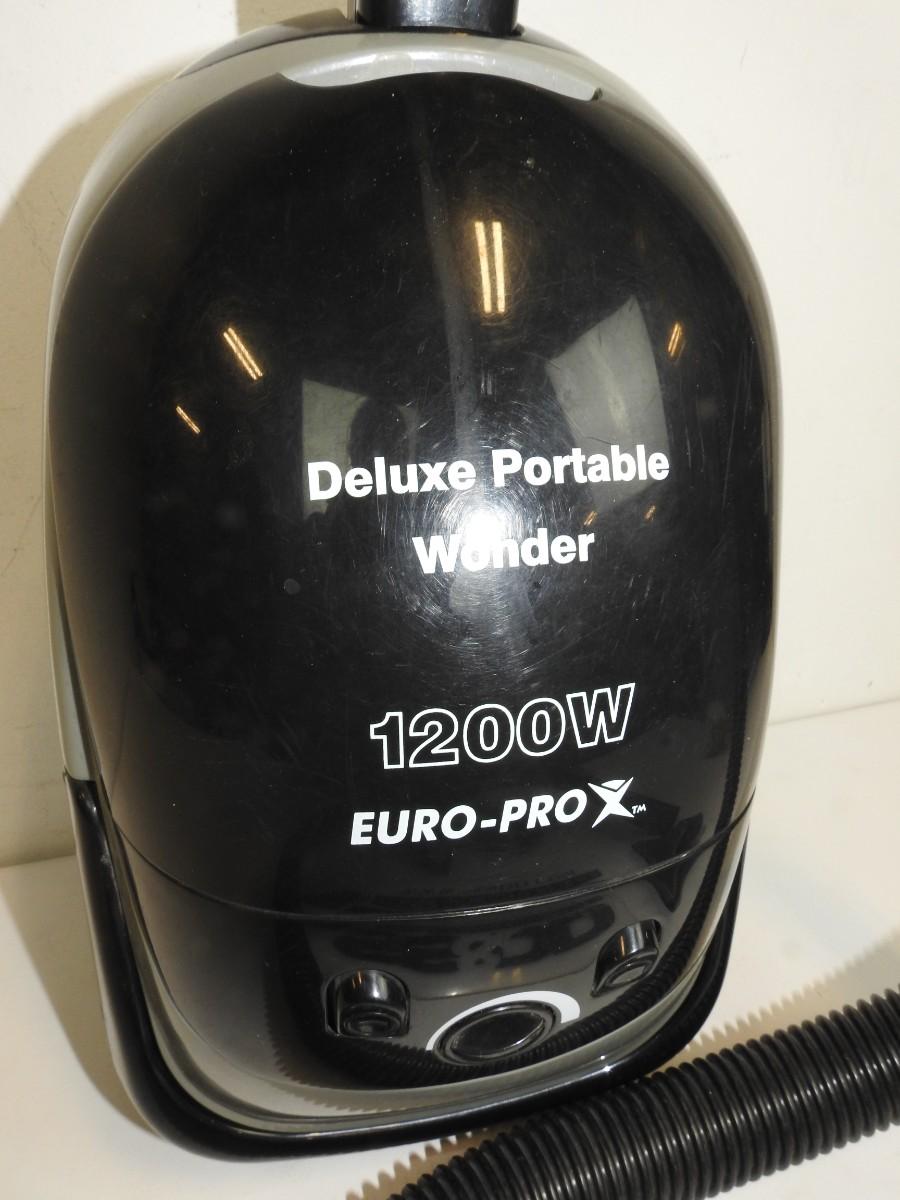 Deluxe Portable
Wonder
1200W
EURO-PRO X™